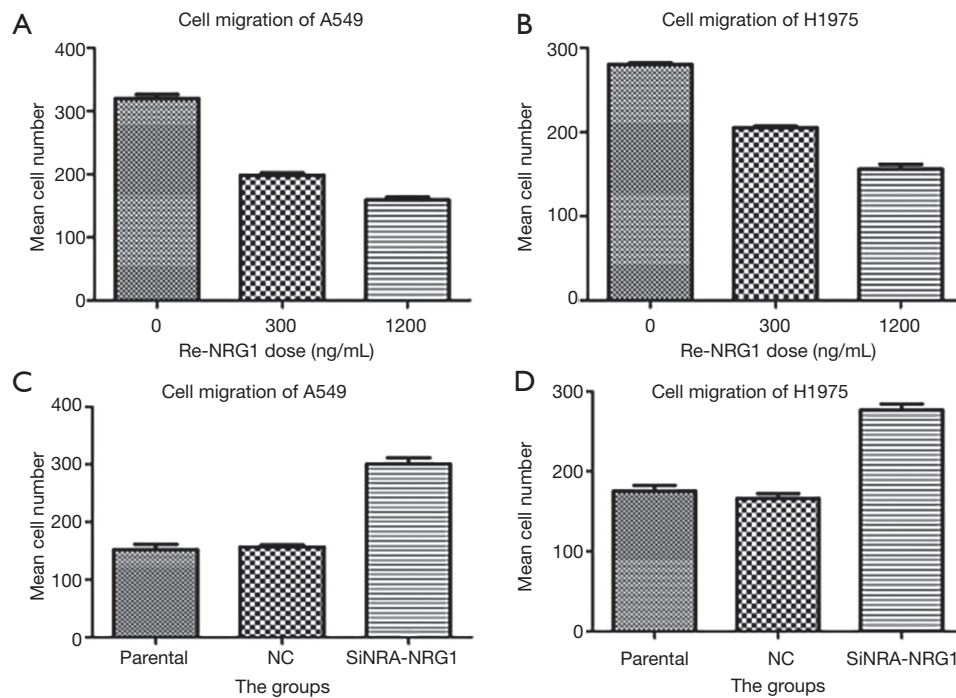 A
Cell migration of A549
Mean cell number
400
300
200
100
0
0 300 1200
Re-NRG1 dose (ng/mL)
B
Cell migration of H1975
Mean cell number
300
200
100
0
0 300 1200
Re-NRG1 dose (ng/mL)
C
Cell migration of A549
Mean cell number
400
300
200
100
0
Parental NC SiNRA-NRG1
The groups
D
Cell migration of H1975
Mean cell number
300
200
100
0
Parental NC SiNRA-NRG1
The groups